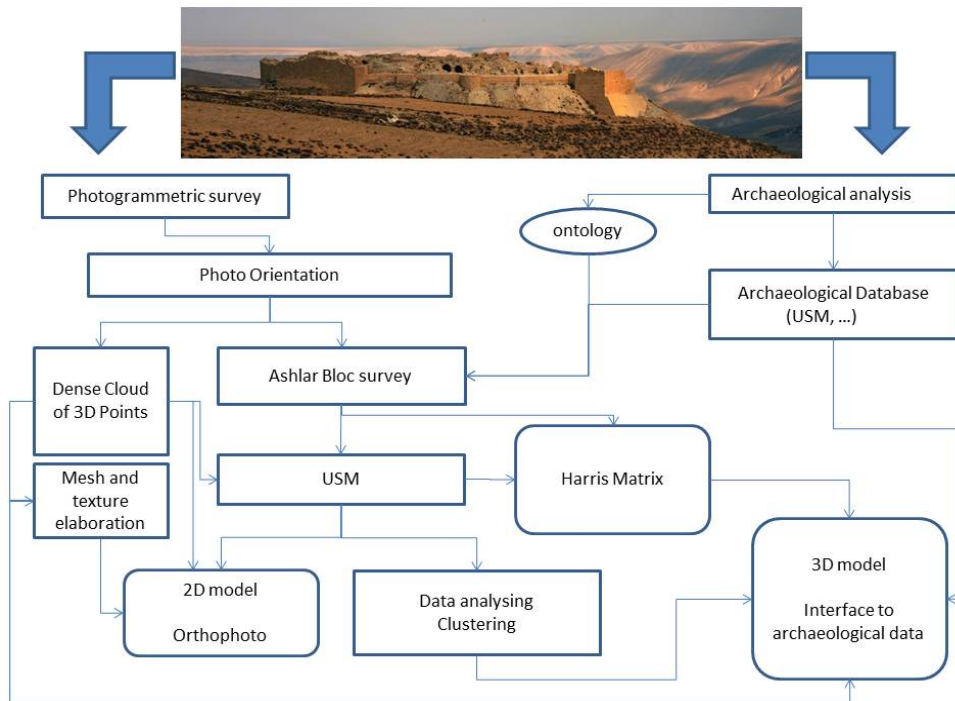 Photogrammetric survey
Archaeological analysis
ontology
Photo Orientation
Archaeological Database
(USM, ...)
Dense Cloud
of 3D Points
Ashlar Bloc survey
Mesh and
texture
elaboration
USM
Harris Matrix
2D model
Orthophoto
Data analysing
Clustering
3D model
Interface to
archaeological data